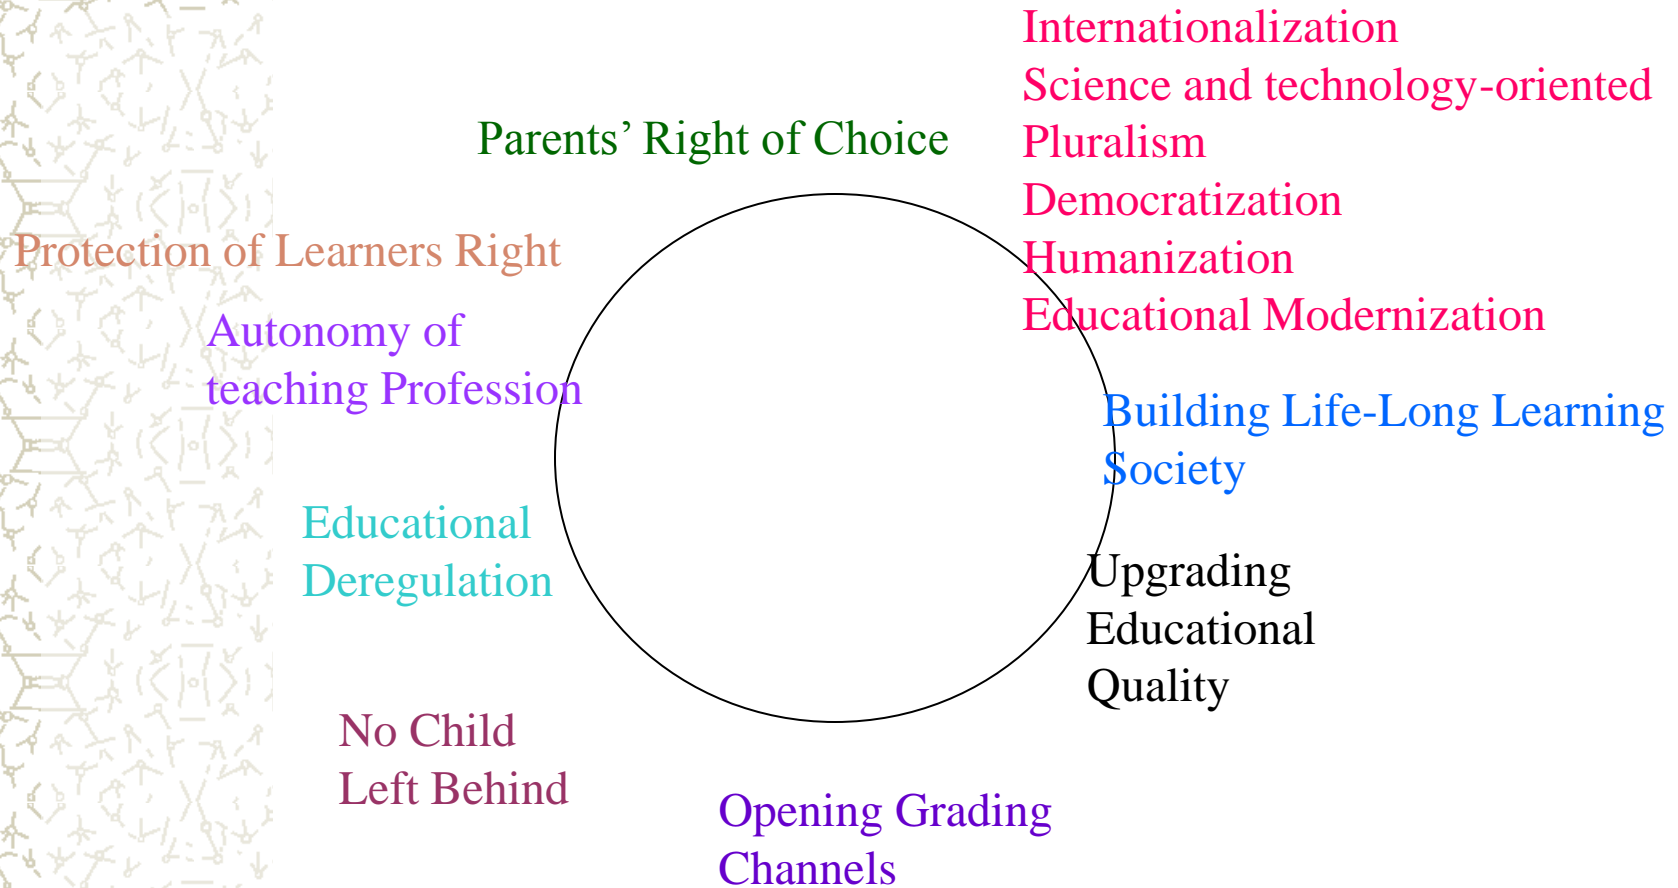 Internationalization
Science and technology-oriented
Pluralism
Democratization
Humanization
Educational Modernization
Parents’ Right of Choice
Protection of Learners Right
Autonomy of
teaching Profession
Building Life-Long Learning
Society
Educational
Deregulation
Upgrading
Educational
Quality
No Child
Left Behind
Opening Grading
Channels